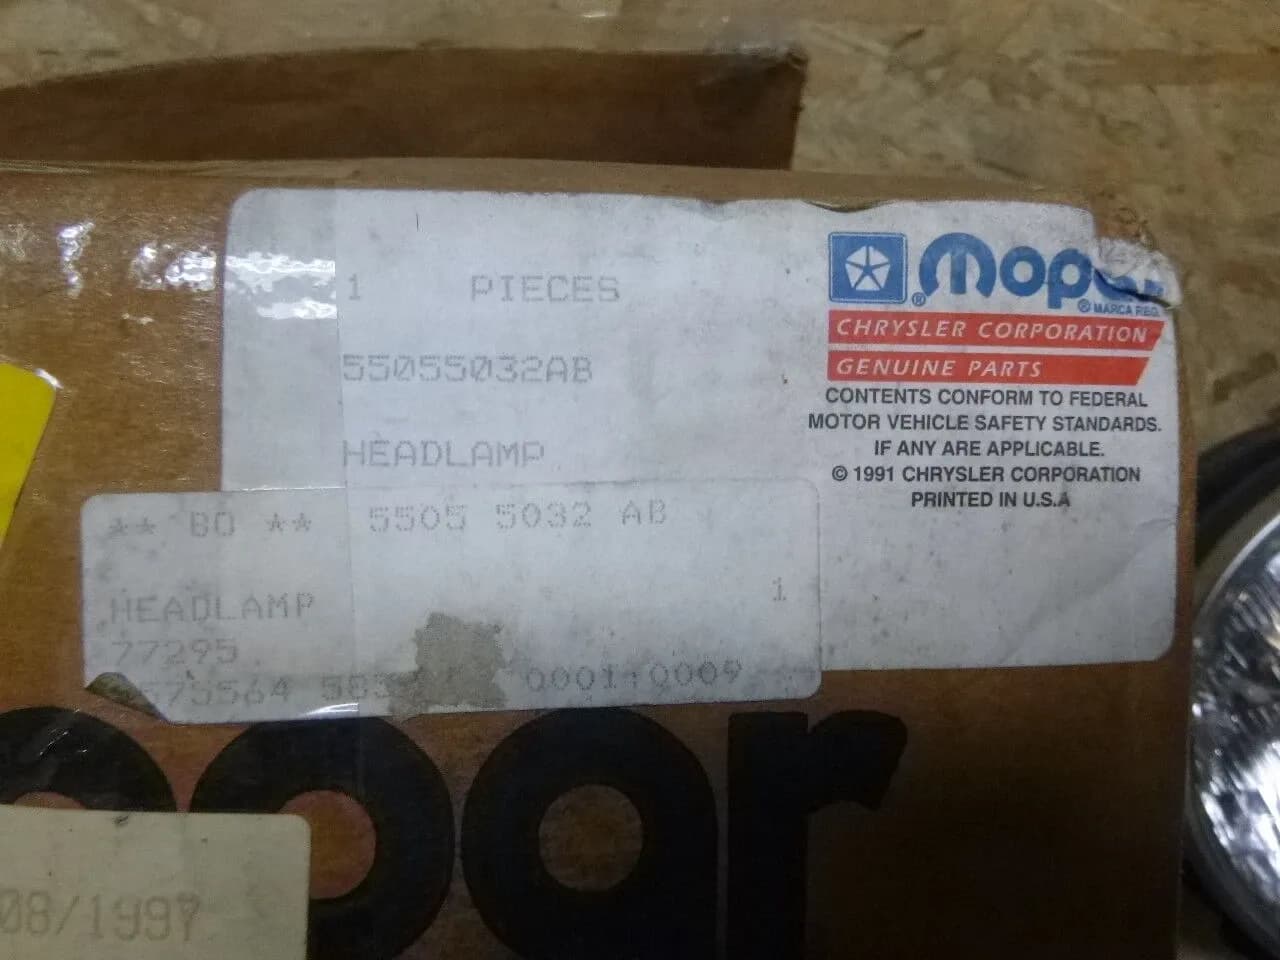 1 PIECES
55055032AB
HEADLAMP
Mopar
® MARCA REG.
CHRYSLER CORPORATION
GENUINE PARTS
CONTENTS CONFORM TO FEDERAL
MOTOR VEHICLE SAFETY STANDARDS.
IF ANY ARE APPLICABLE.
© 1991 CHRYSLER CORPORATION
PRINTED IN U.S.A
** BO ** 5505 5032 AB
HEADLAMP 1
77295
0001:0009
opar
08/1997